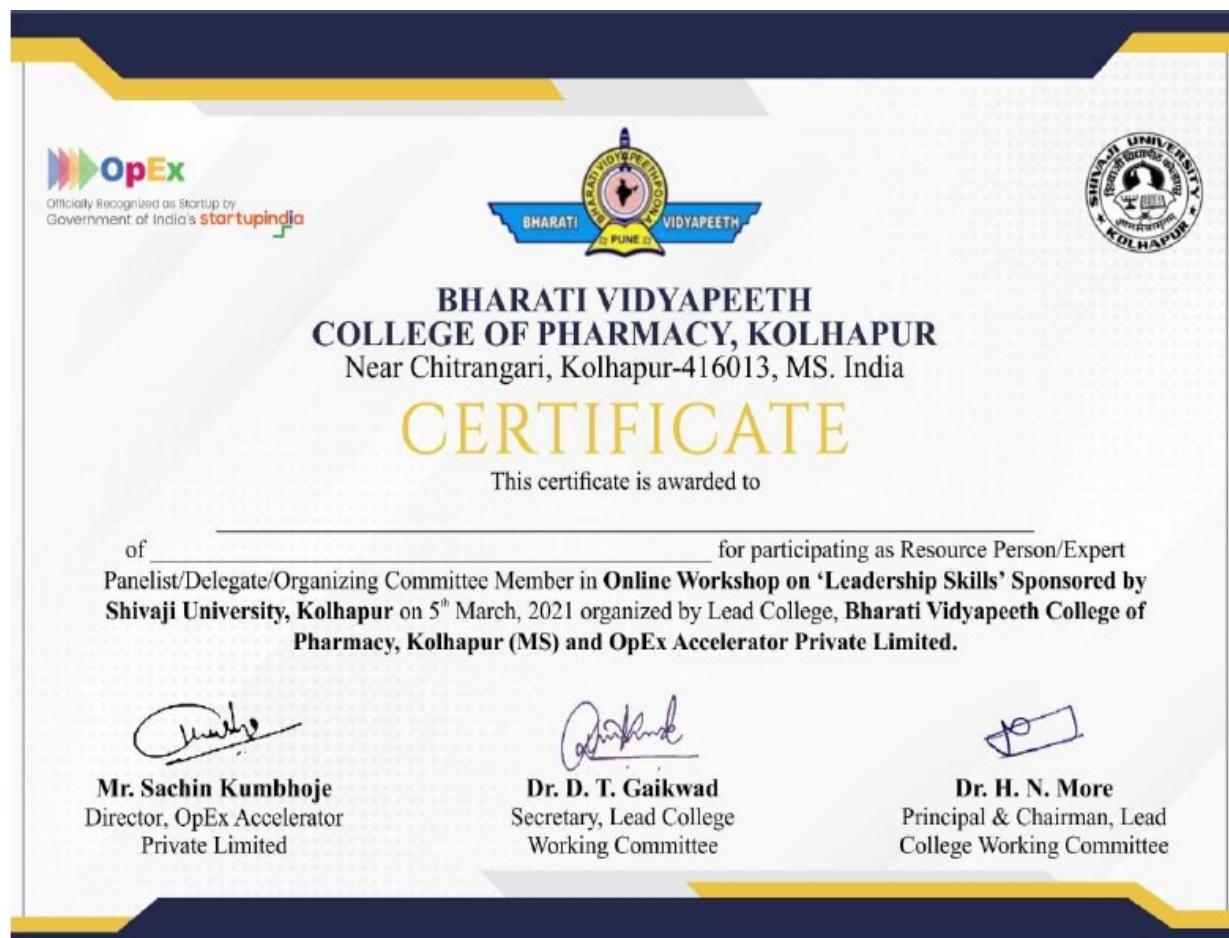 OpEx
Officially Recognized as StartUp by
Government of India's startupindia
BHARATI VIDYAPEETH POONA
BHARATI VIDYAPEETH
PUNE
SHIVAJI UNIVERSITY
KOLHAPUR
BHARATI VIDYAPEETH
COLLEGE OF PHARMACY, KOLHAPUR
Near Chitrangari, Kolhapur-416013, MS. India
CERTIFICATE
This certificate is awarded to
of for participating as Resource Person/Expert
Panelist/Delegate/Organizing Committee Member in Online Workshop on ‘Leadership Skills’ Sponsored by
Shivaji University, Kolhapur on 5th March, 2021 organized by Lead College, Bharati Vidyapeeth College of
Pharmacy, Kolhapur (MS) and OpEx Accelerator Private Limited.
Mr. Sachin Kumbhoje
Director, OpEx Accelerator
Private Limited
Dr. D. T. Gaikwad
Secretary, Lead College
Working Committee
Dr. H. N. More
Principal & Chairman, Lead
College Working Committee